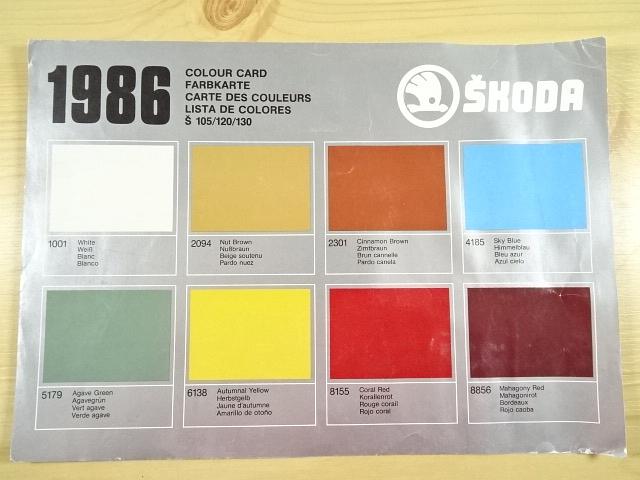 1986
COLOUR CARD
FARBKARTE
CARTE DES COULEURS
LISTA DE COLORES
Š 105/120/130
ŠKODA
1001
White
Weiß
Blanc
Blanco
2094
Nut Brown
Nußbraun
Beige soutenu
Pardo nuez
2301
Cinnamon Brown
Zimtbraun
Brun cannelle
Pardo canela
4185
Sky Blue
Himmelblau
Bleu azur
Azul cielo
5179
Agave Green
Agavegrün
Vert agave
Verde agave
6138
Autumnal Yellow
Herbstgelb
Jaune d'automne
Amarillo de otoño
8155
Coral Red
Korallenrot
Rouge corail
Rojo coral
8856
Mahagony Red
Mahagonirot
Bordeaux
Rojo caoba